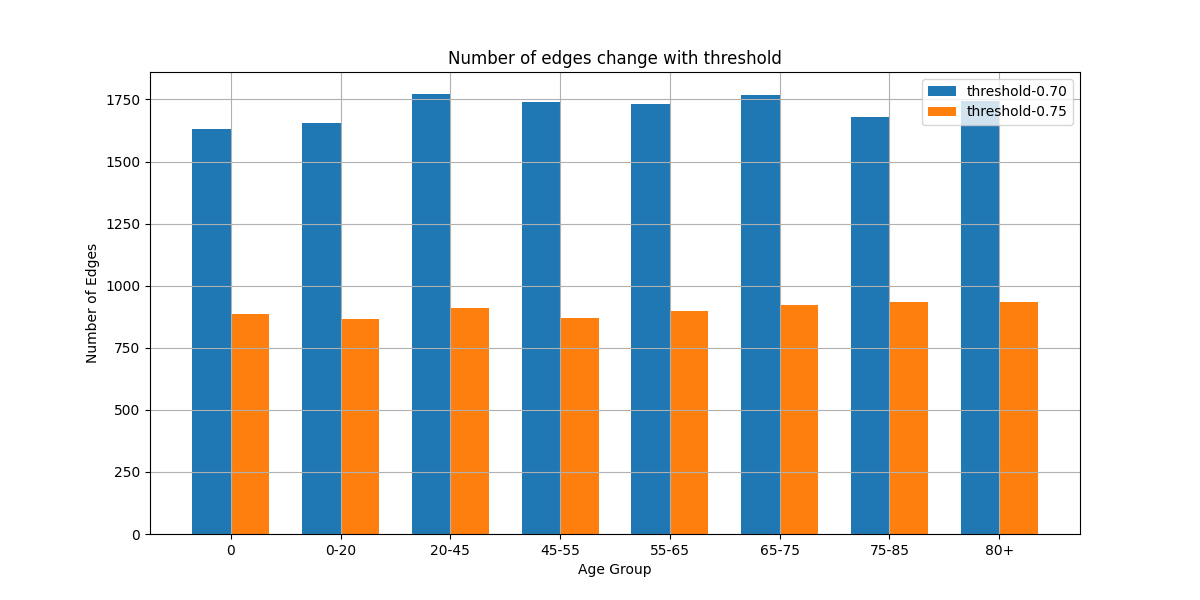 Number of edges change with threshold
threshold-0.70
threshold-0.75
Number of Edges
1750
1500
1250
1000
750
500
250
0
0 0-20 20-45 45-55 55-65 65-75 75-85 80+
Age Group